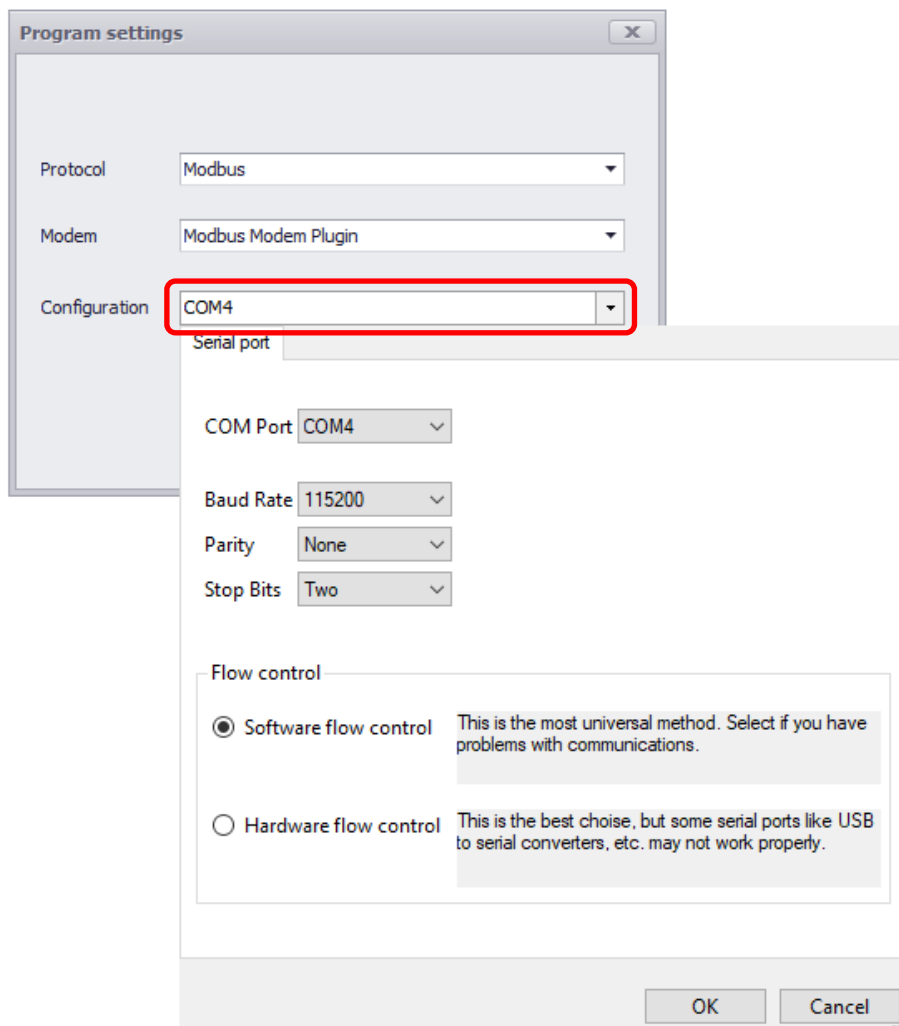 Program settings
Protocol Modbus
Modem Modbus Modem Plugin
Configuration COM4
Serial port
COM Port COM4
Baud Rate 115200
Parity None
Stop Bits Two
Flow control
Software flow control
This is the most universal method. Select if you have
problems with communications.
Hardware flow control
This is the best choise, but some serial ports like USB
to serial converters, etc. may not work properly.
OK Cancel